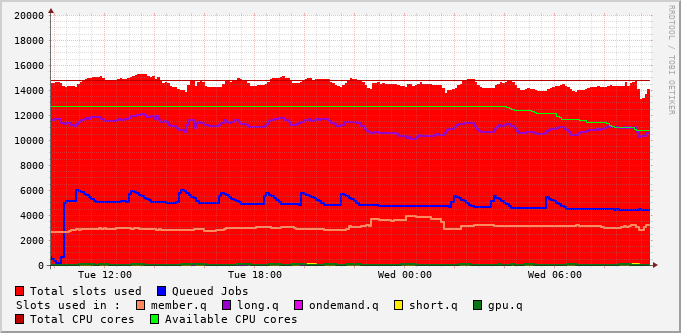 20000
18000
16000
14000
12000
10000
8000
6000
4000
2000
0
Tue 12:00 Tue 18:00 Wed 00:00 Wed 06:00
RRDTOOL / TOBI OETIKER
Total slots used Queued Jobs
Slots used in : member.q long.q ondemand.q short.q gpu.q
Total CPU cores Available CPU cores